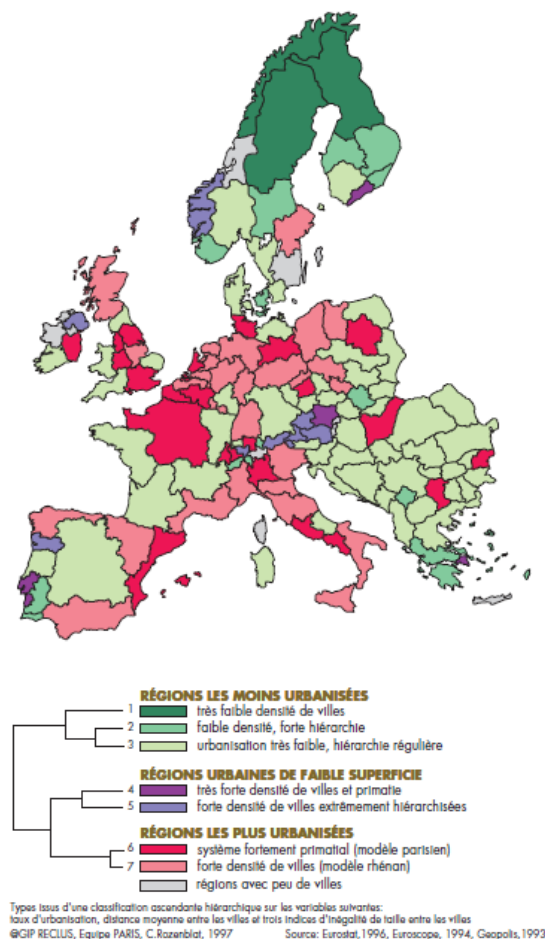 RÉGIONS LES MOINS URBANISÉES
1 très faible densité de villes
2 faible densité, forte hiérarchie
3 urbanisation très faible, hiérarchie régulière
RÉGIONS URBAINES DE FAIBLE SUPERFICIE
4 très forte densité de villes et primatie
5 forte densité de villes extrêmement hiérarchisées
RÉGIONS LES PLUS URBANISÉES
6 système fortement primatial (modèle parisien)
7 forte densité de villes (modèle rhénan)
régions avec peu de villes
Types issus d'une classification ascendante hiérarchique sur les variables suivantes:
taux d'urbanisation, distance moyenne entre les villes et trois indices d'inégalité de taille entre les villes
@GIP RECLUS, Equipe PARIS, C.Rozenblat, 1997 Source: Eurostat,1996, Euroscope, 1994, Geopolis,1993